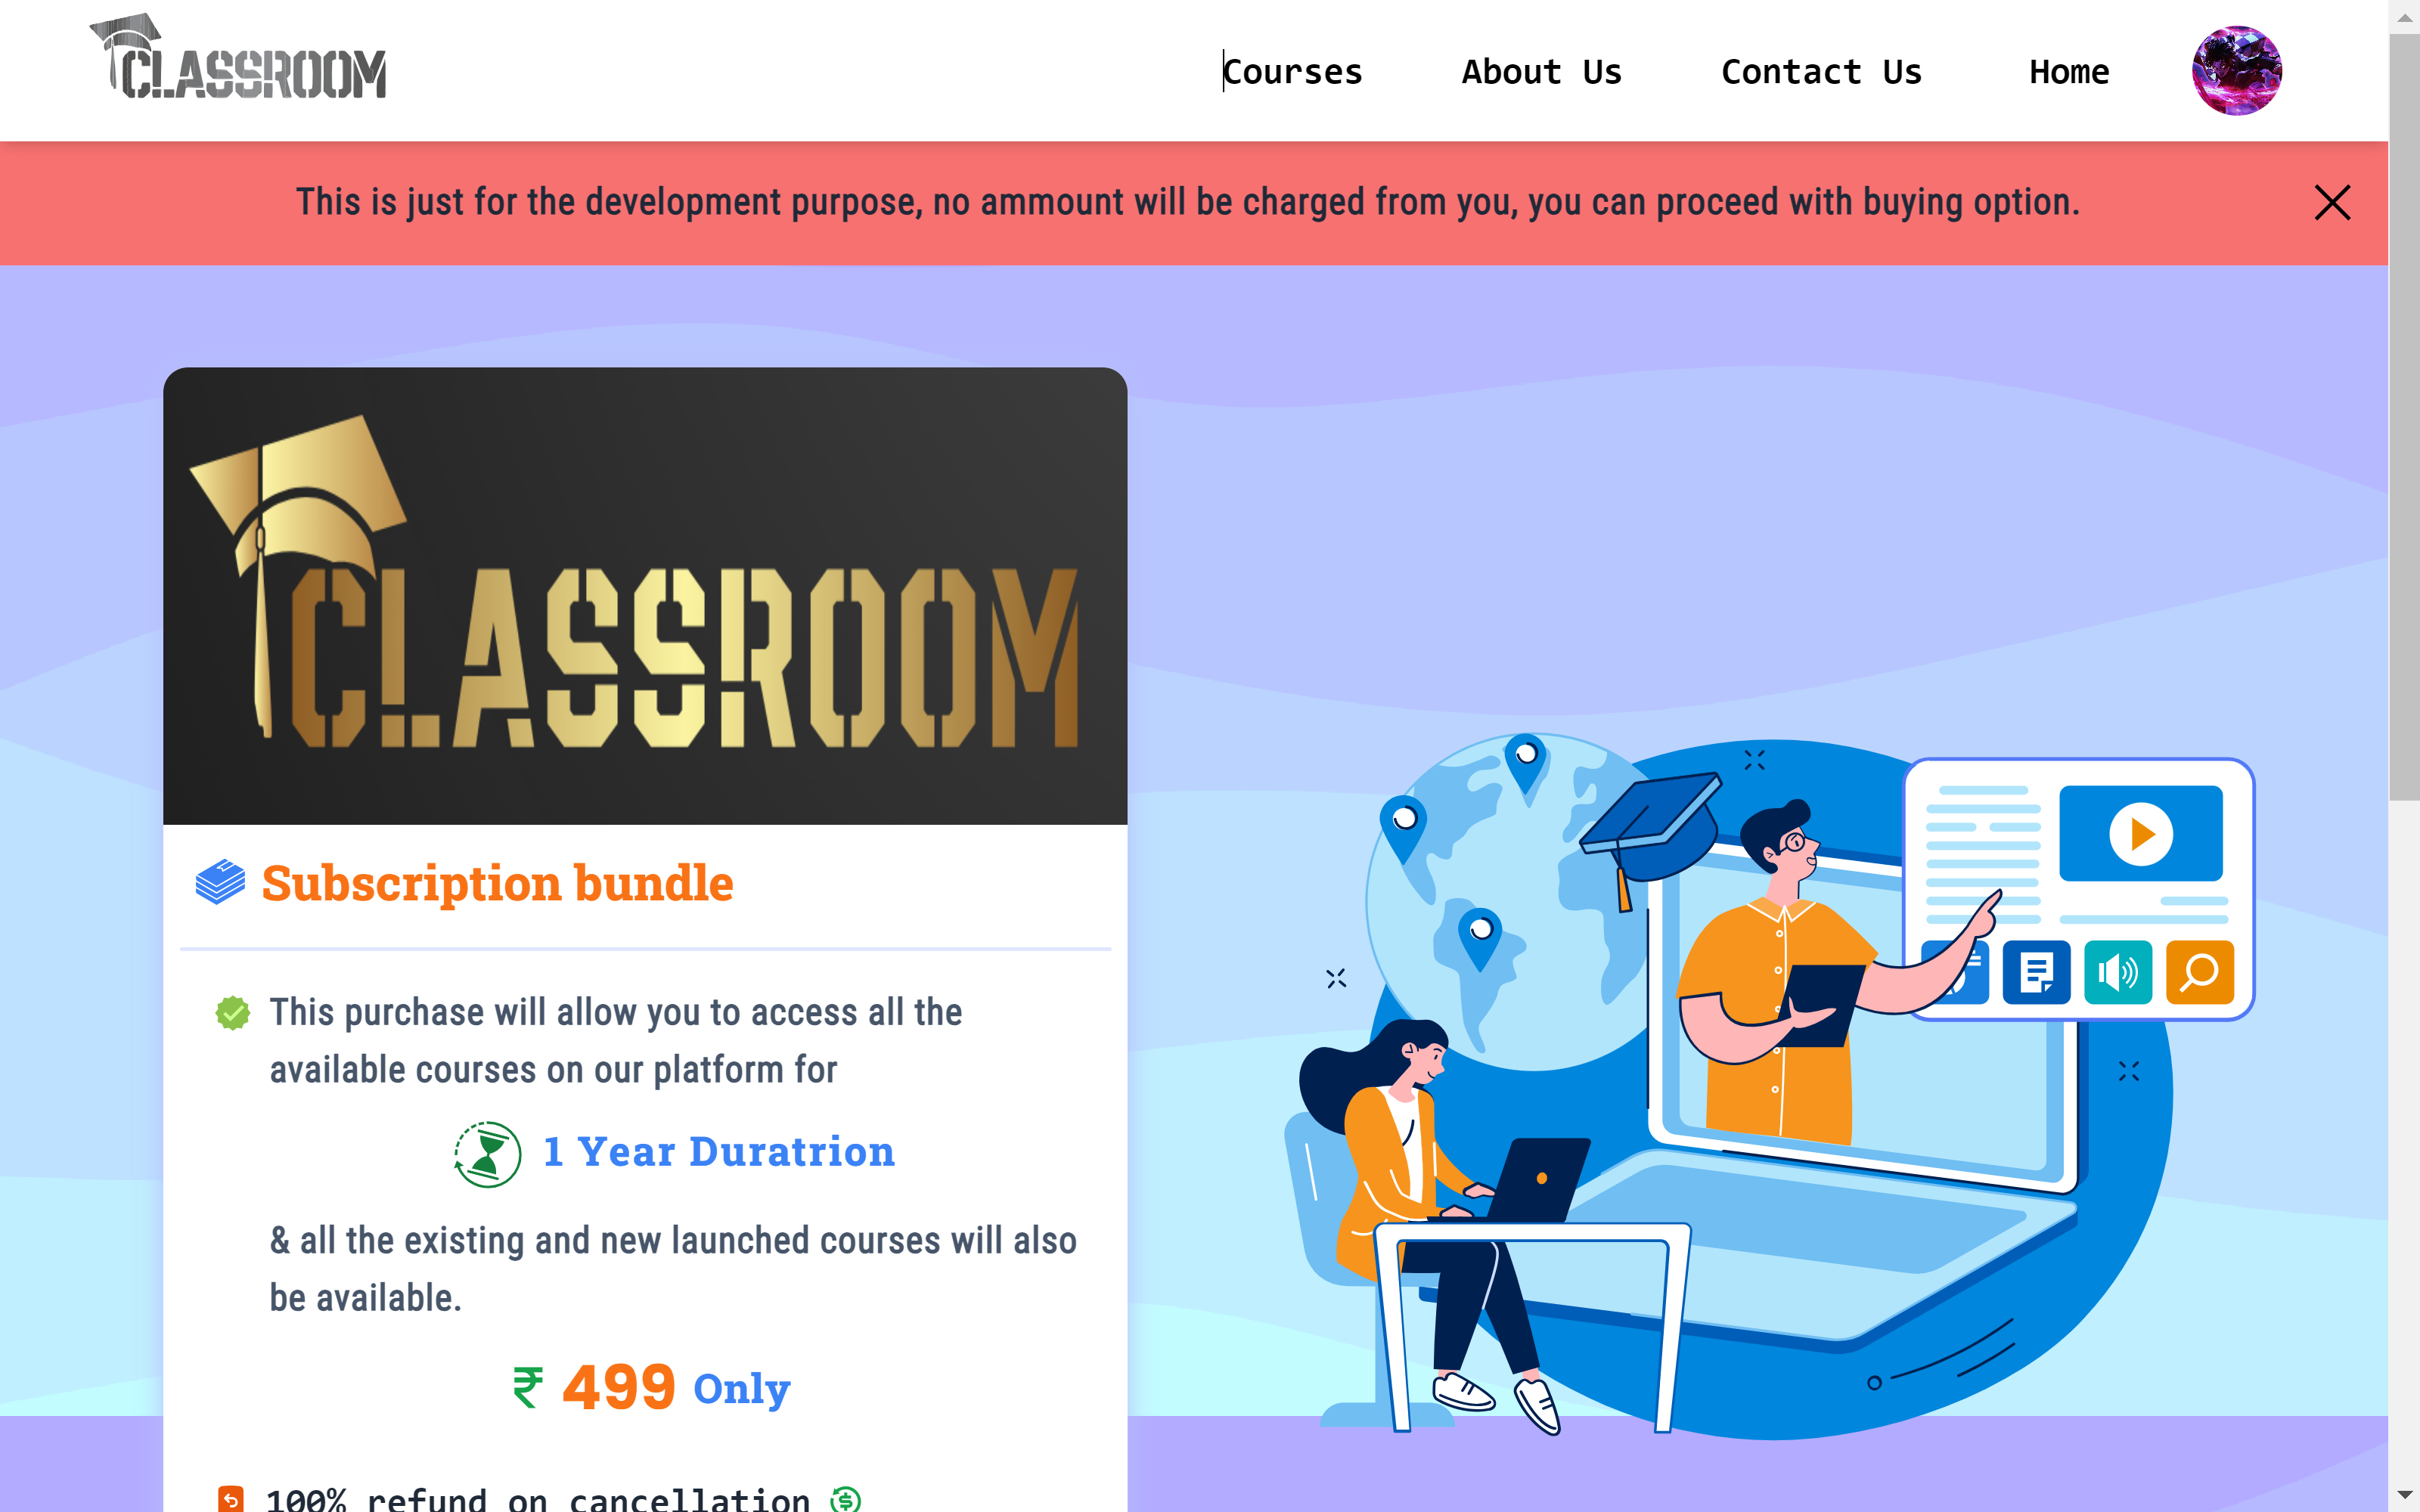 CLASSROOM
Courses About Us Contact Us Home
This is just for the development purpose, no ammount will be charged from you, you can proceed with buying option.
CLASSROOM
Subscription bundle
This purchase will allow you to access all the
available courses on our platform for
1 Year Duratrion
& all the existing and new launched courses will also
be available.
₹ 499 Only
100% refund on cancellation